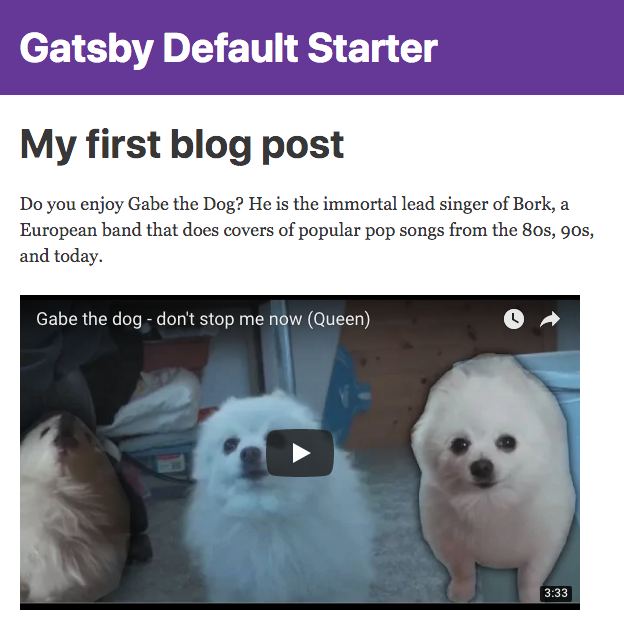 Gatsby Default Starter
My first blog post
Do you enjoy Gabe the Dog? He is the immortal lead singer of Bork, a
European band that does covers of popular pop songs from the 80s, 90s,
and today.
Gabe the dog - don't stop me now (Queen)
3:33